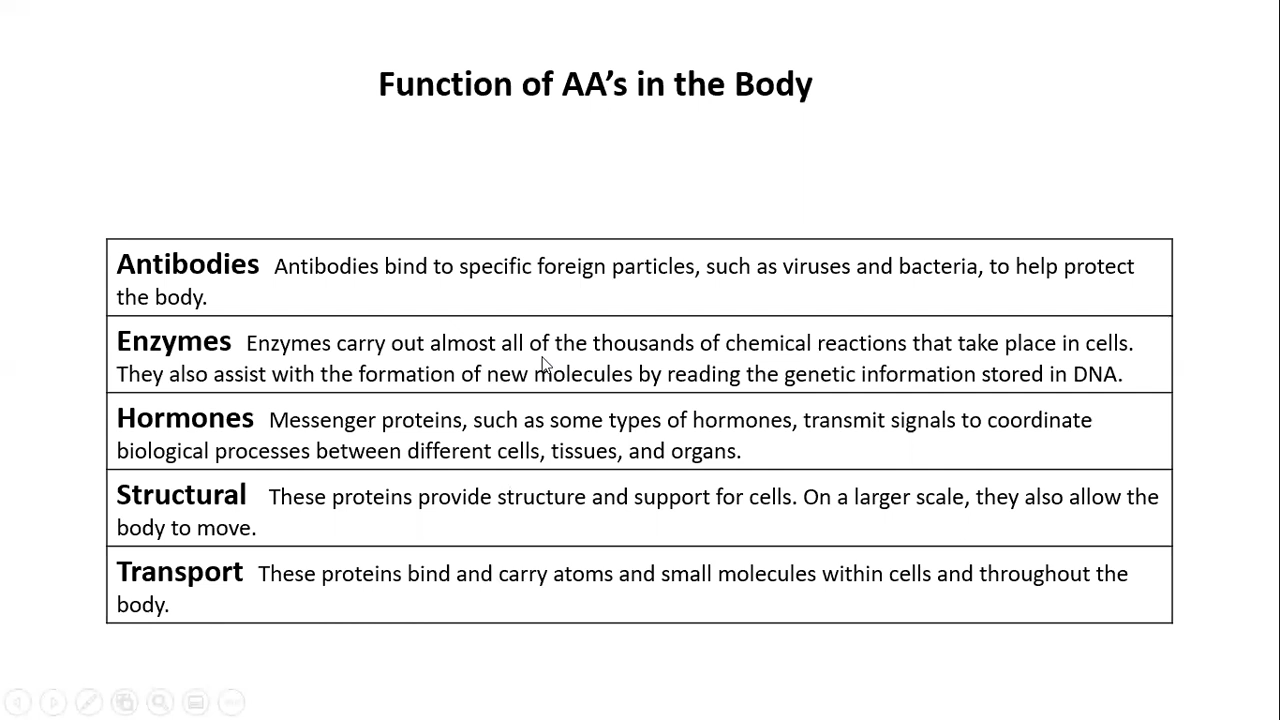 Function of AA’s in the Body
Antibodies Antibodies bind to specific foreign particles, such as viruses and bacteria, to help protect
the body.
Enzymes Enzymes carry out almost all of the thousands of chemical reactions that take place in cells.
They also assist with the formation of new molecules by reading the genetic information stored in DNA.
Hormones Messenger proteins, such as some types of hormones, transmit signals to coordinate
biological processes between different cells, tissues, and organs.
Structural These proteins provide structure and support for cells. On a larger scale, they also allow the
body to move.
Transport These proteins bind and carry atoms and small molecules within cells and throughout the
body.